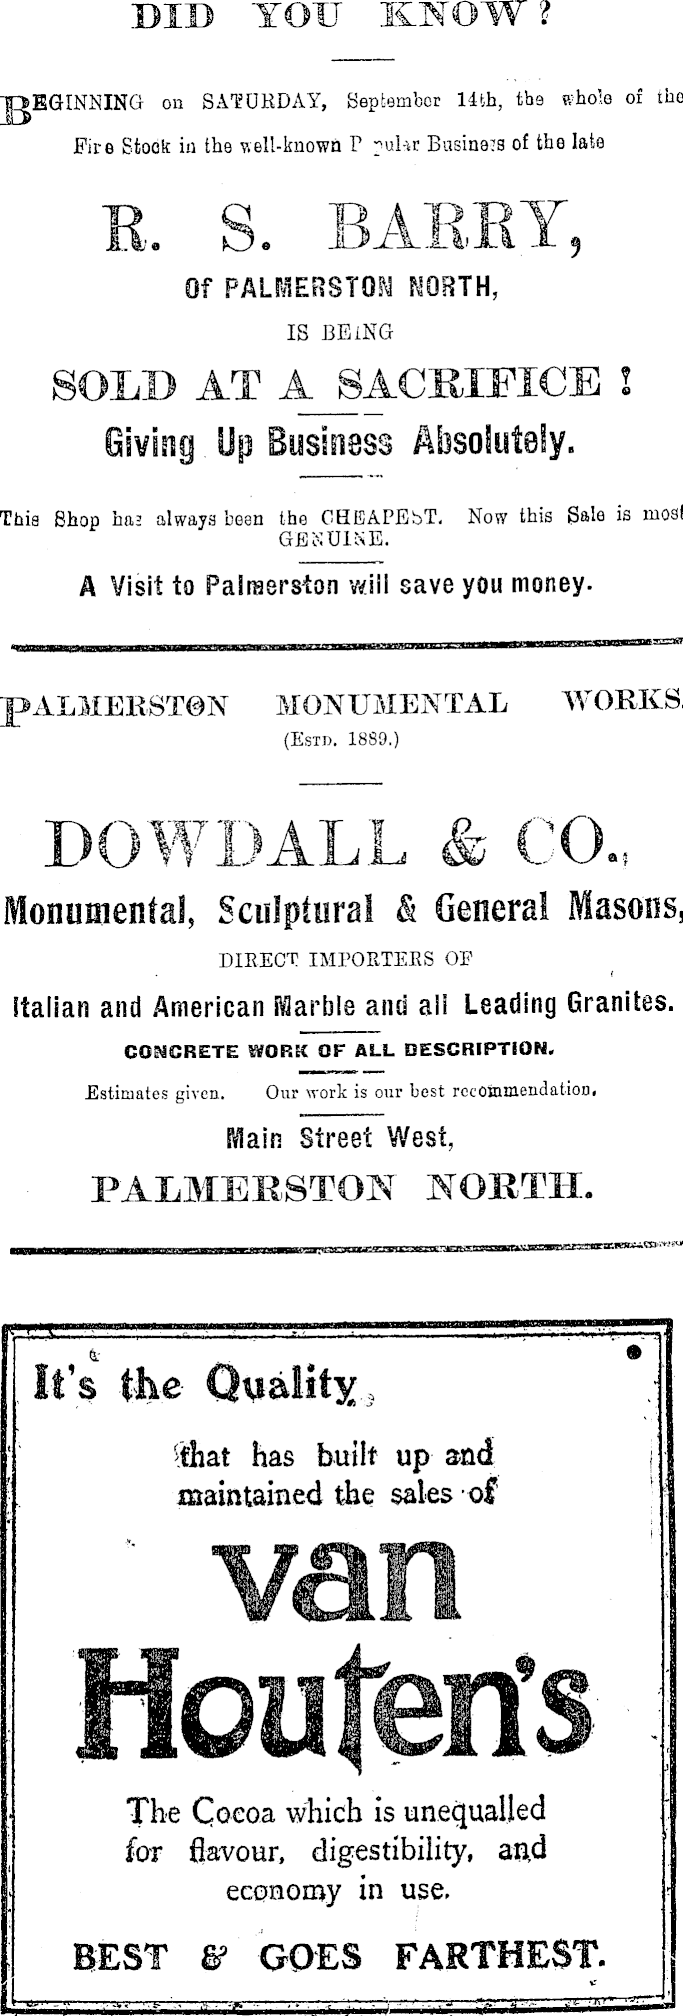 DID YOU KNOW?
BEGINNING on SATURDAY, September 14th, the whole of the
Fire Stock in the well-known Popular Business of the late
R. S. BARRY,
Of PALMERSTON NORTH,
IS BEING
SOLD AT A SACRIFICE!
Giving Up Business Absolutely.
This Shop has always been the CHEAPEST. Now this Sale is most
GENUINE.
A Visit to Palmerston will save you money.
PALMERSTON MONUMENTAL WORKS.
(ESTD. 1889.)
DOWDALL & CO.,
Monumental, Sculptural & General Masons,
DIRECT IMPORTERS OF
Italian and American Marble and all Leading Granites.
CONCRETE WORK OF ALL DESCRIPTION.
Estimates given. Our work is our best recommendation.
Main Street West,
PALMERSTON NORTH.
It's the Quality
that has built up and
maintained the sales of
van
Houten's
The Cocoa which is unequalled
for flavour, digestibility, and
economy in use.
BEST & GOES FARTHEST.